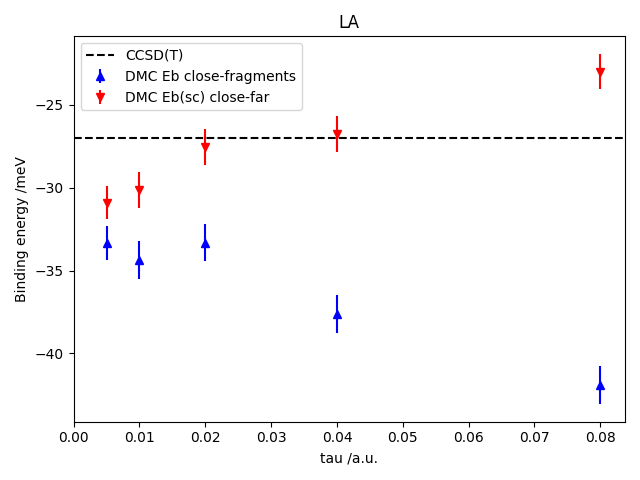 LA
CCSD(T)
DMC Eb close-fragments
DMC Eb(sc) close-far
Binding energy /meV
−25
−30
−35
−40
0.00 0.01 0.02 0.03 0.04 0.05 0.06 0.07 0.08
tau /a.u.